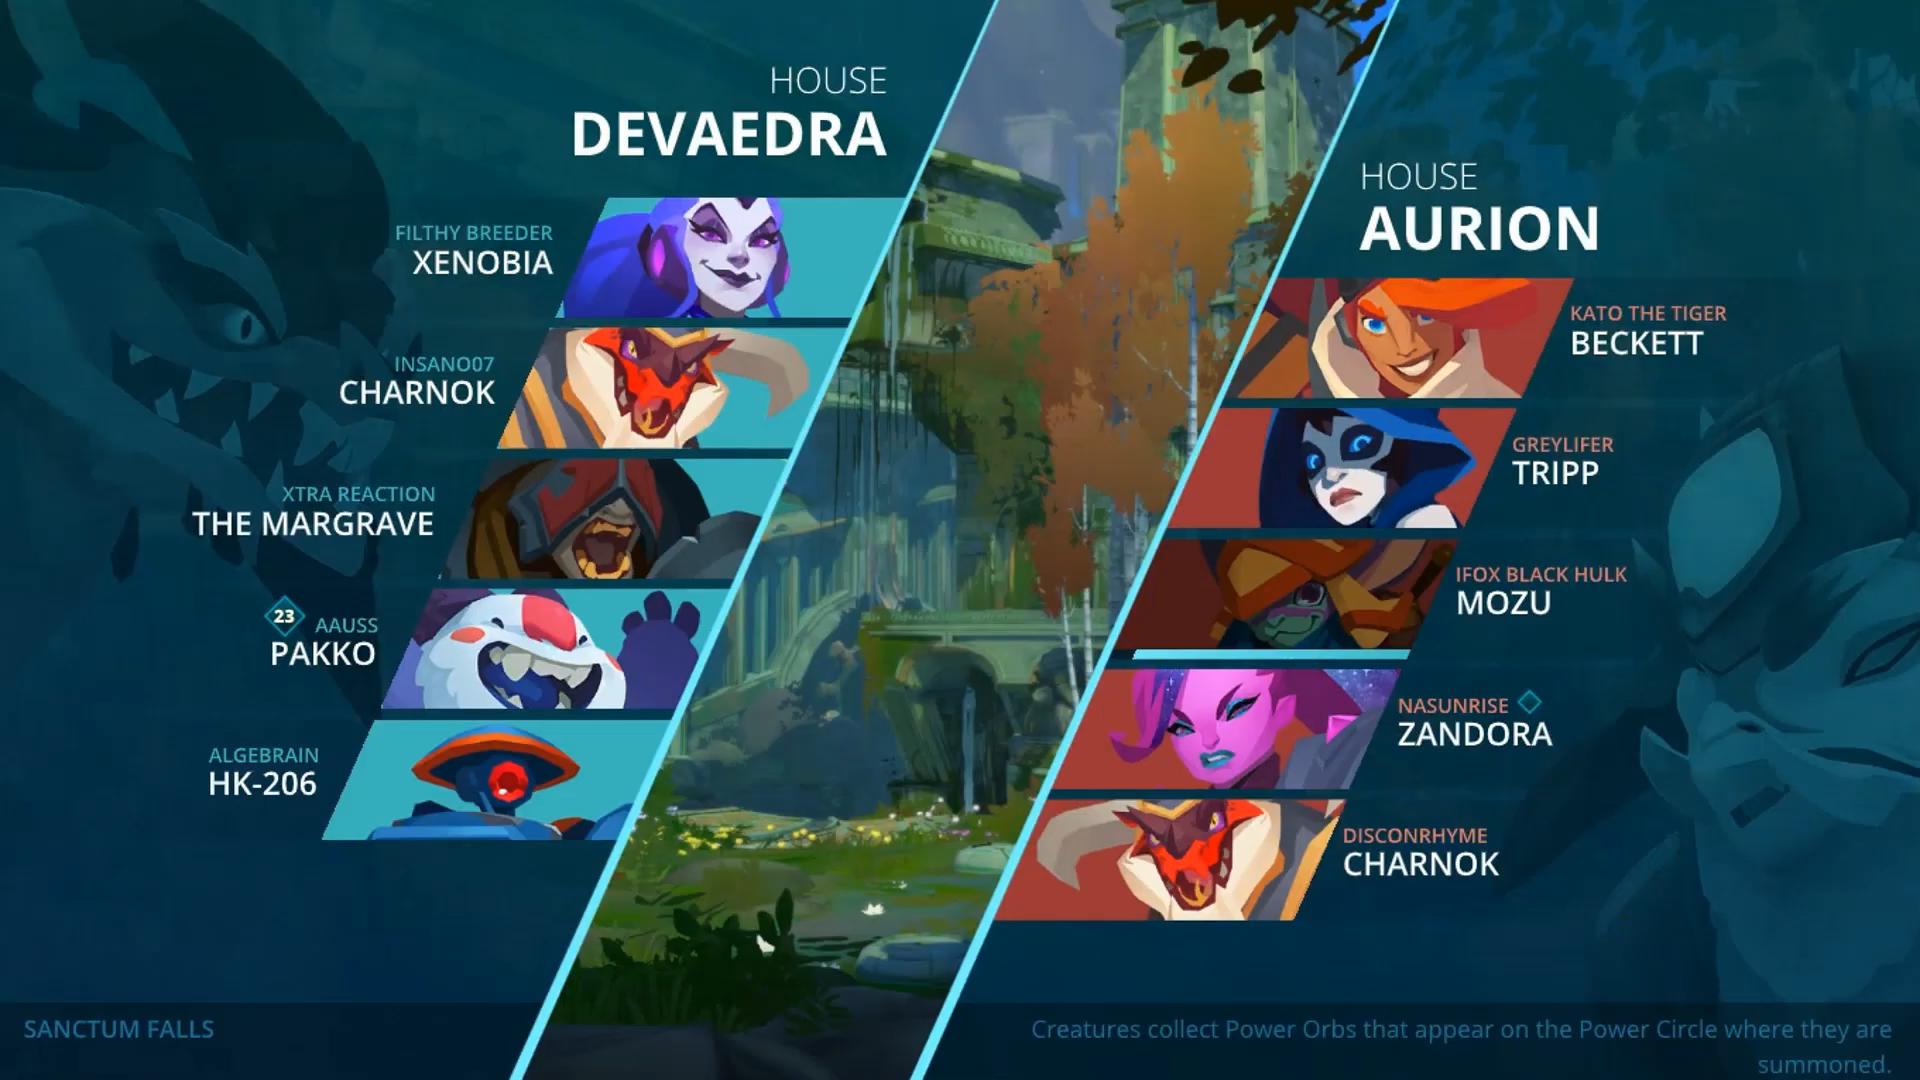 HOUSE
DEVAEDRA
FILTHY BREEDER
XENOBIA
INSANO07
CHARNOK
XTRA REACTION
THE MARGRAVE
23 AAUSS
PAKKO
ALGEBRAIN
HK-206
HOUSE
AURION
KATO THE TIGER
BECKETT
GREYLIFER
TRIPP
IFOX BLACK HULK
MOZU
NASUNRISE
ZANDORA
DISCONRHYME
CHARNOK
SANCTUM FALLS
Creatures collect Power Orbs that appear on the Power Circle where they are
summoned.